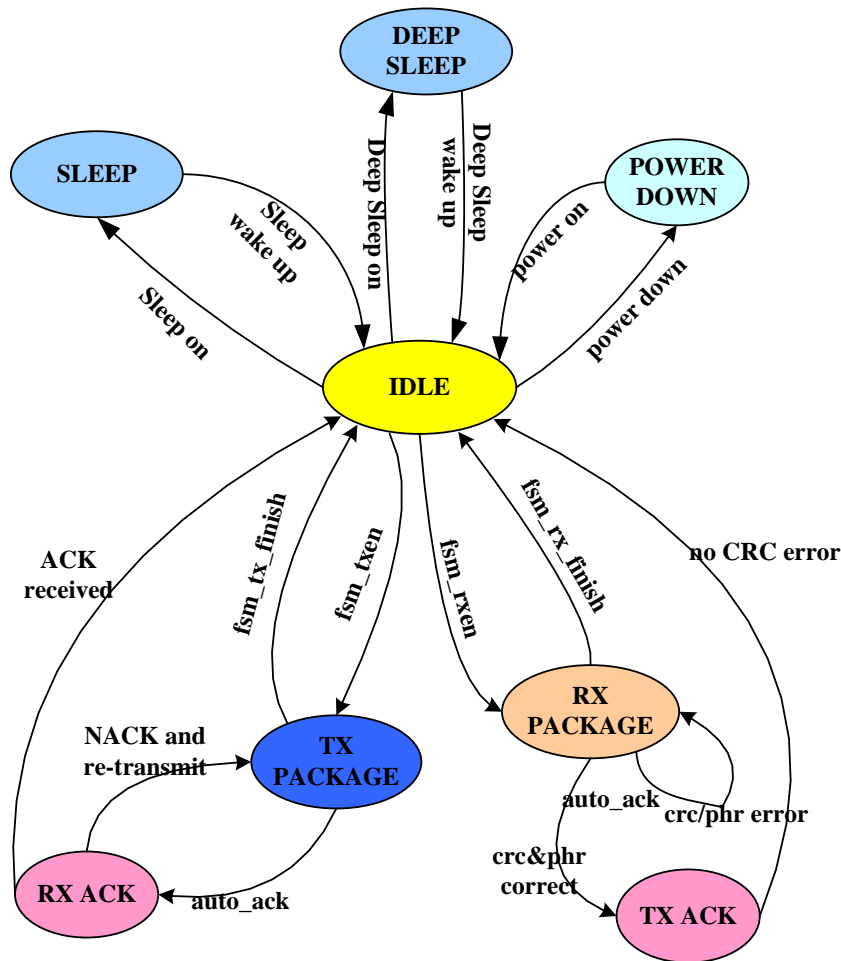 DEEP
SLEEP
SLEEP
POWER
DOWN
Sleep
wake up
Sleep on
Deep Sleep on
Deep Sleep
wake up
power on
power down
IDLE
ACK
received
fsm_tx_finish
fsm_txen
fsm_rxen
fsm_rx_finish
no CRC error
NACK and
re-transmit
TX
PACKAGE
RX
PACKAGE
auto_ack
crc/phr error
crc&phr
correct
RX ACK
auto_ack
TX ACK